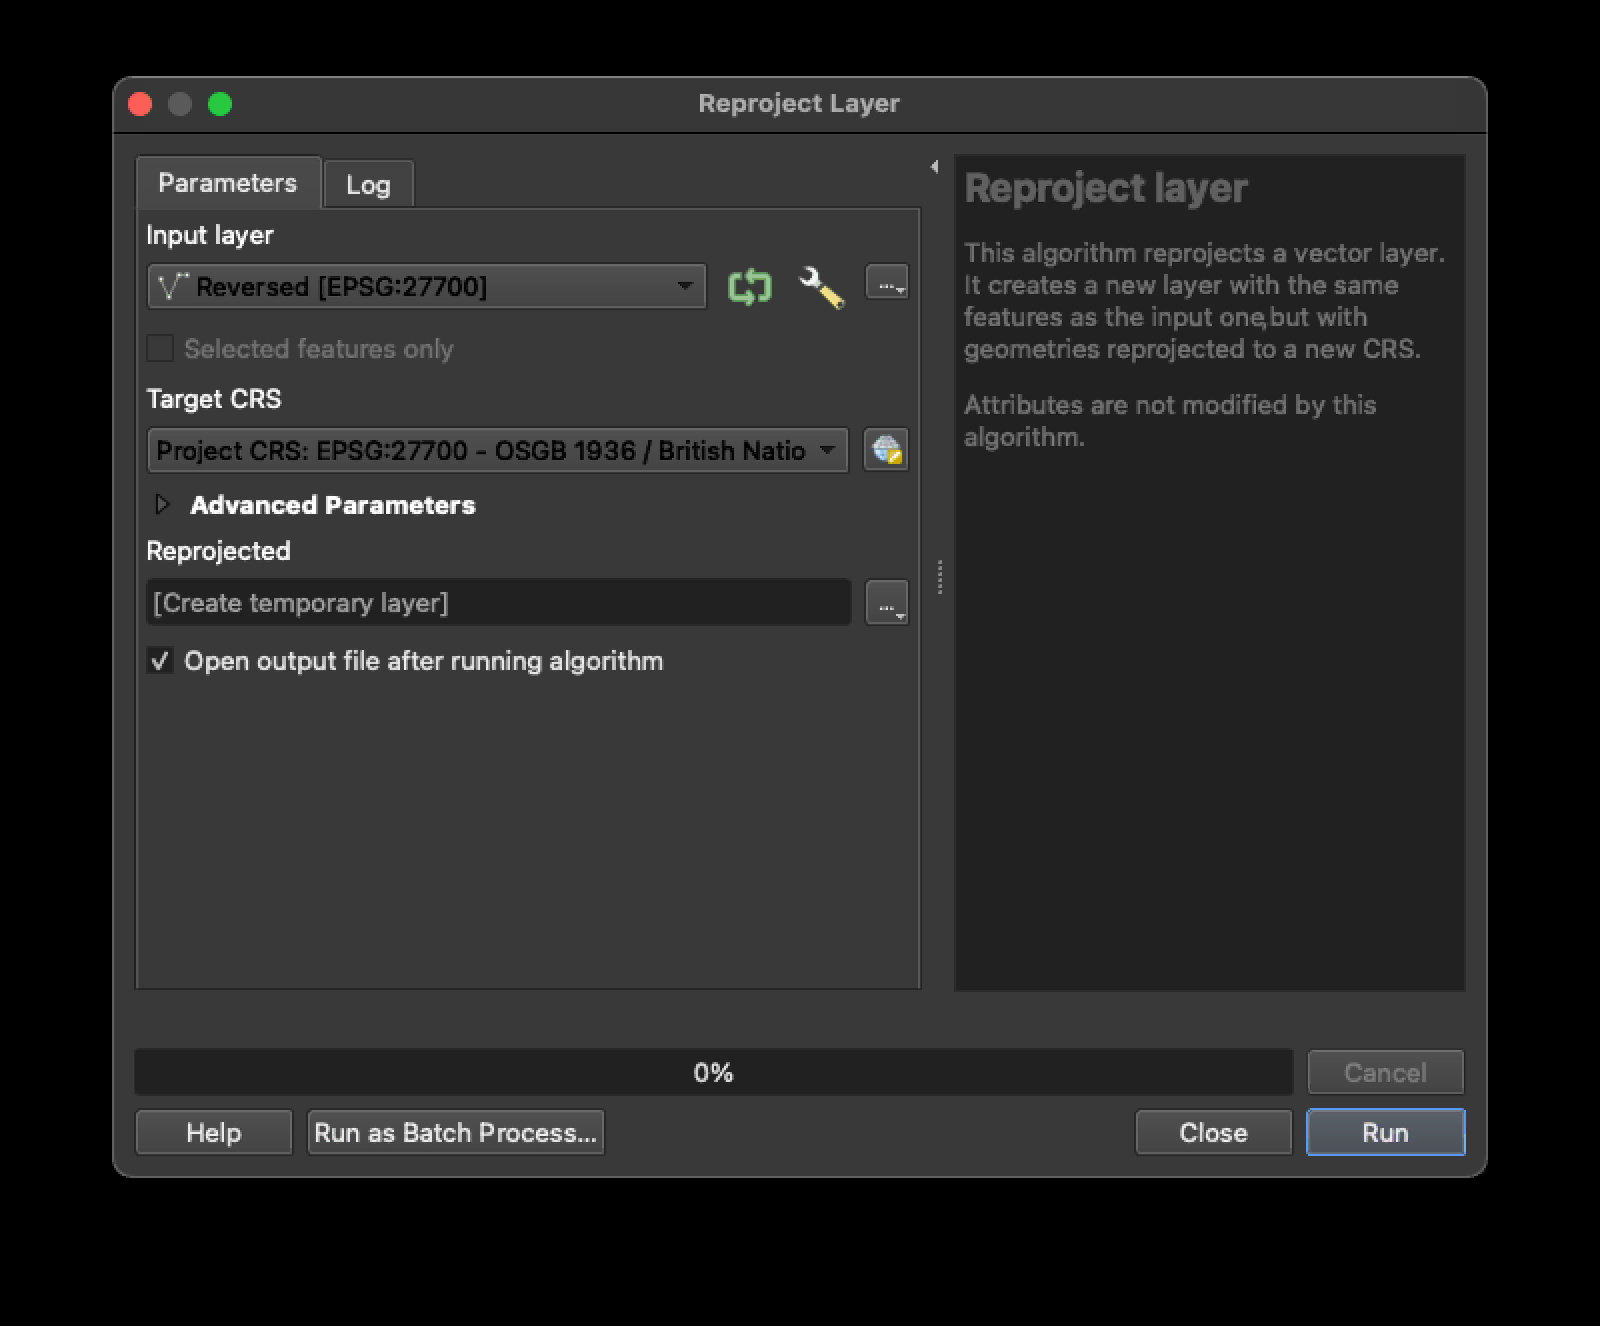 Reproject Layer
Parameters
Log
Input layer
Reversed [EPSG:27700]
...
Selected features only
Target CRS
Project CRS: EPSG:27700 - OSGB 1936 / British Natio
Advanced Parameters
Reprojected
[Create temporary layer]
...
Open output file after running algorithm
Reproject layer
This algorithm reprojects a vector layer.
It creates a new layer with the same
features as the input one, but with
geometries reprojected to a new CRS.
Attributes are not modified by this
algorithm.
0%
Cancel
Help
Run as Batch Process...
Close
Run